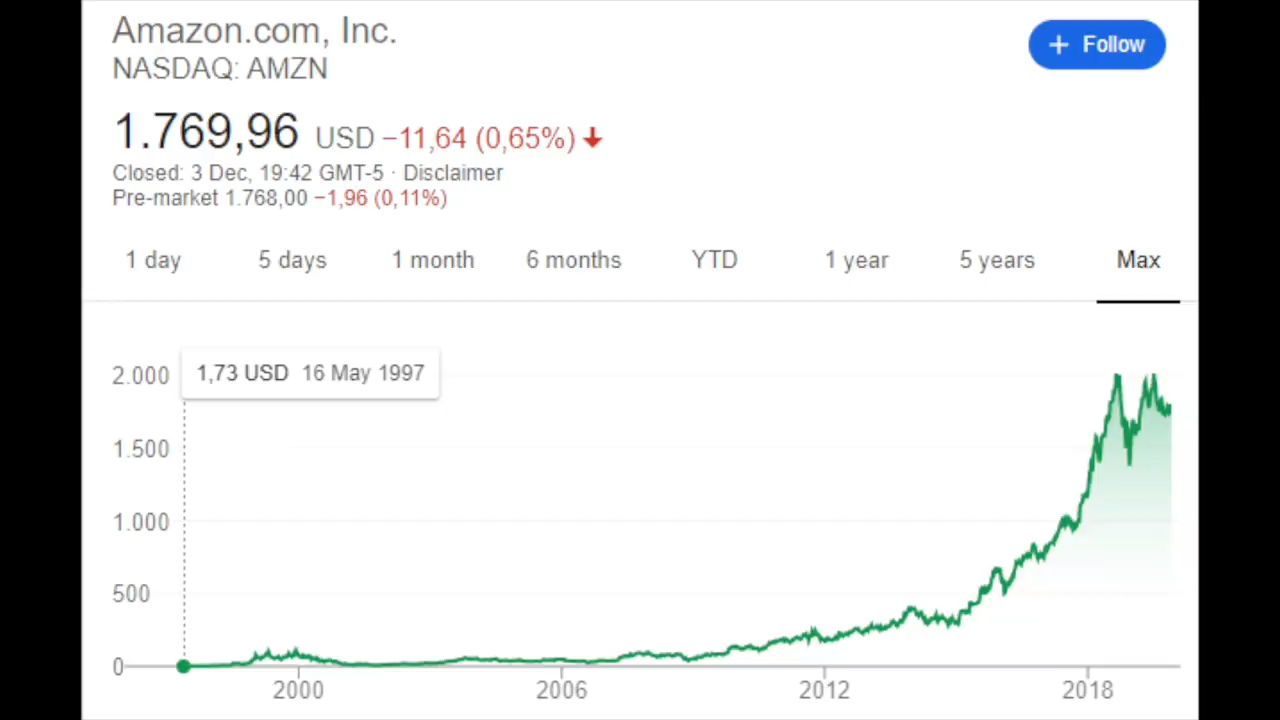 Amazon.com, Inc.
+ Follow
NASDAQ: AMZN
1.769,96 USD −11,64 (0,65%) ↓
Closed: 3 Dec, 19:42 GMT-5 · Disclaimer
Pre-market 1.768,00 −1,96 (0,11%)
1 day 5 days 1 month 6 months YTD 1 year 5 years Max
1,73 USD 16 May 1997
2.000
1.500
1.000
500
0
2000 2006 2012 2018